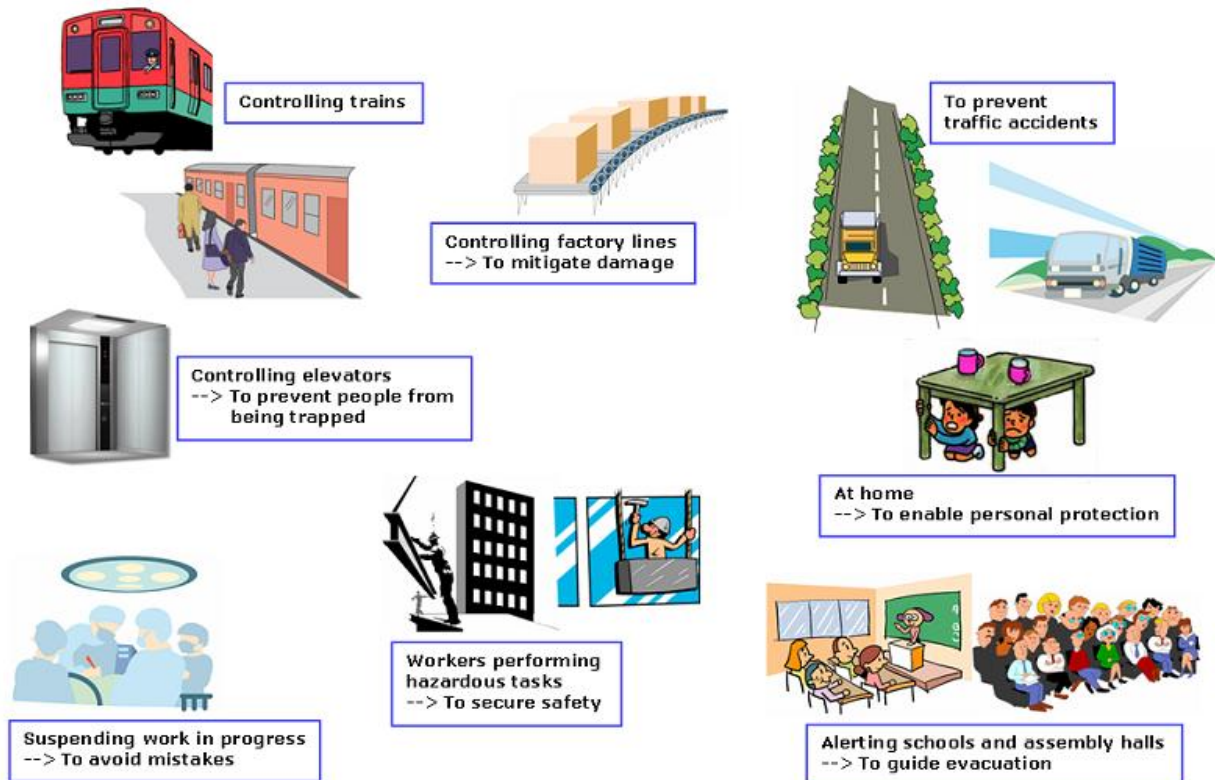 Controlling trains
To prevent
traffic accidents
Controlling factory lines
--> To mitigate damage
Controlling elevators
--> To prevent people from
being trapped
At home
--> To enable personal protection
Workers performing
hazardous tasks
--> To secure safety
Suspending work in progress
--> To avoid mistakes
Alerting schools and assembly halls
--> To guide evacuation